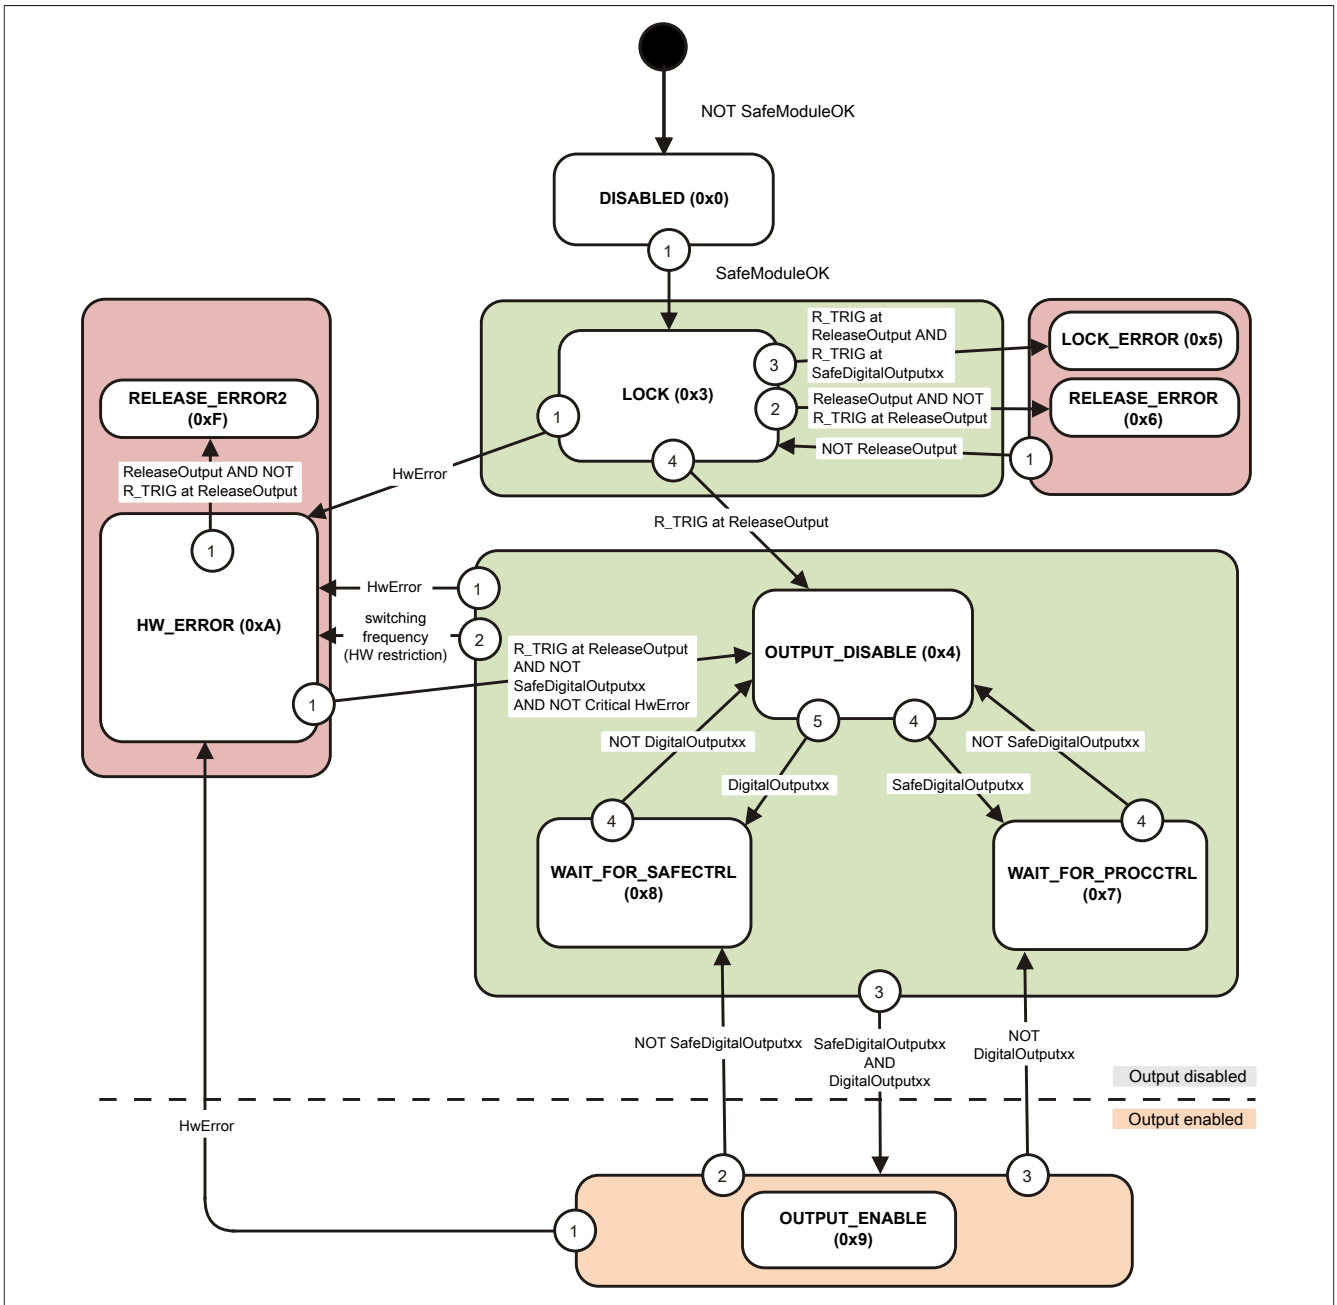 NOT SafeModuleOK
DISABLED (0x0)
1
SafeModuleOK
R_TRIG at
ReleaseOutput AND
R_TRIG at
SafeDigitalOutputxx
3
LOCK_ERROR (0x5)
LOCK (0x3)
1
2
ReleaseOutput AND NOT
R_TRIG at ReleaseOutput
RELEASE_ERROR
(0x6)
NOT ReleaseOutput
1
4
RELEASE_ERROR2
(0xF)
ReleaseOutput AND NOT
R_TRIG at ReleaseOutput
HwError
R_TRIG at ReleaseOutput
1
HW_ERROR (0xA)
HwError
1
switching
frequency
(HW restriction)
2
1
R_TRIG at ReleaseOutput
AND NOT
SafeDigitalOutputxx
AND NOT Critical HwError
OUTPUT_DISABLE (0x4)
5
4
NOT DigitalOutputxx
NOT SafeDigitalOutputxx
DigitalOutputxx
SafeDigitalOutputxx
4
4
WAIT_FOR_SAFECTRL
(0x8)
WAIT_FOR_PROCCTRL
(0x7)
3
NOT SafeDigitalOutputxx
SafeDigitalOutputxx
AND
DigitalOutputxx
NOT
DigitalOutputxx
Output disabled
Output enabled
HwError
2
3
1
OUTPUT_ENABLE
(0x9)